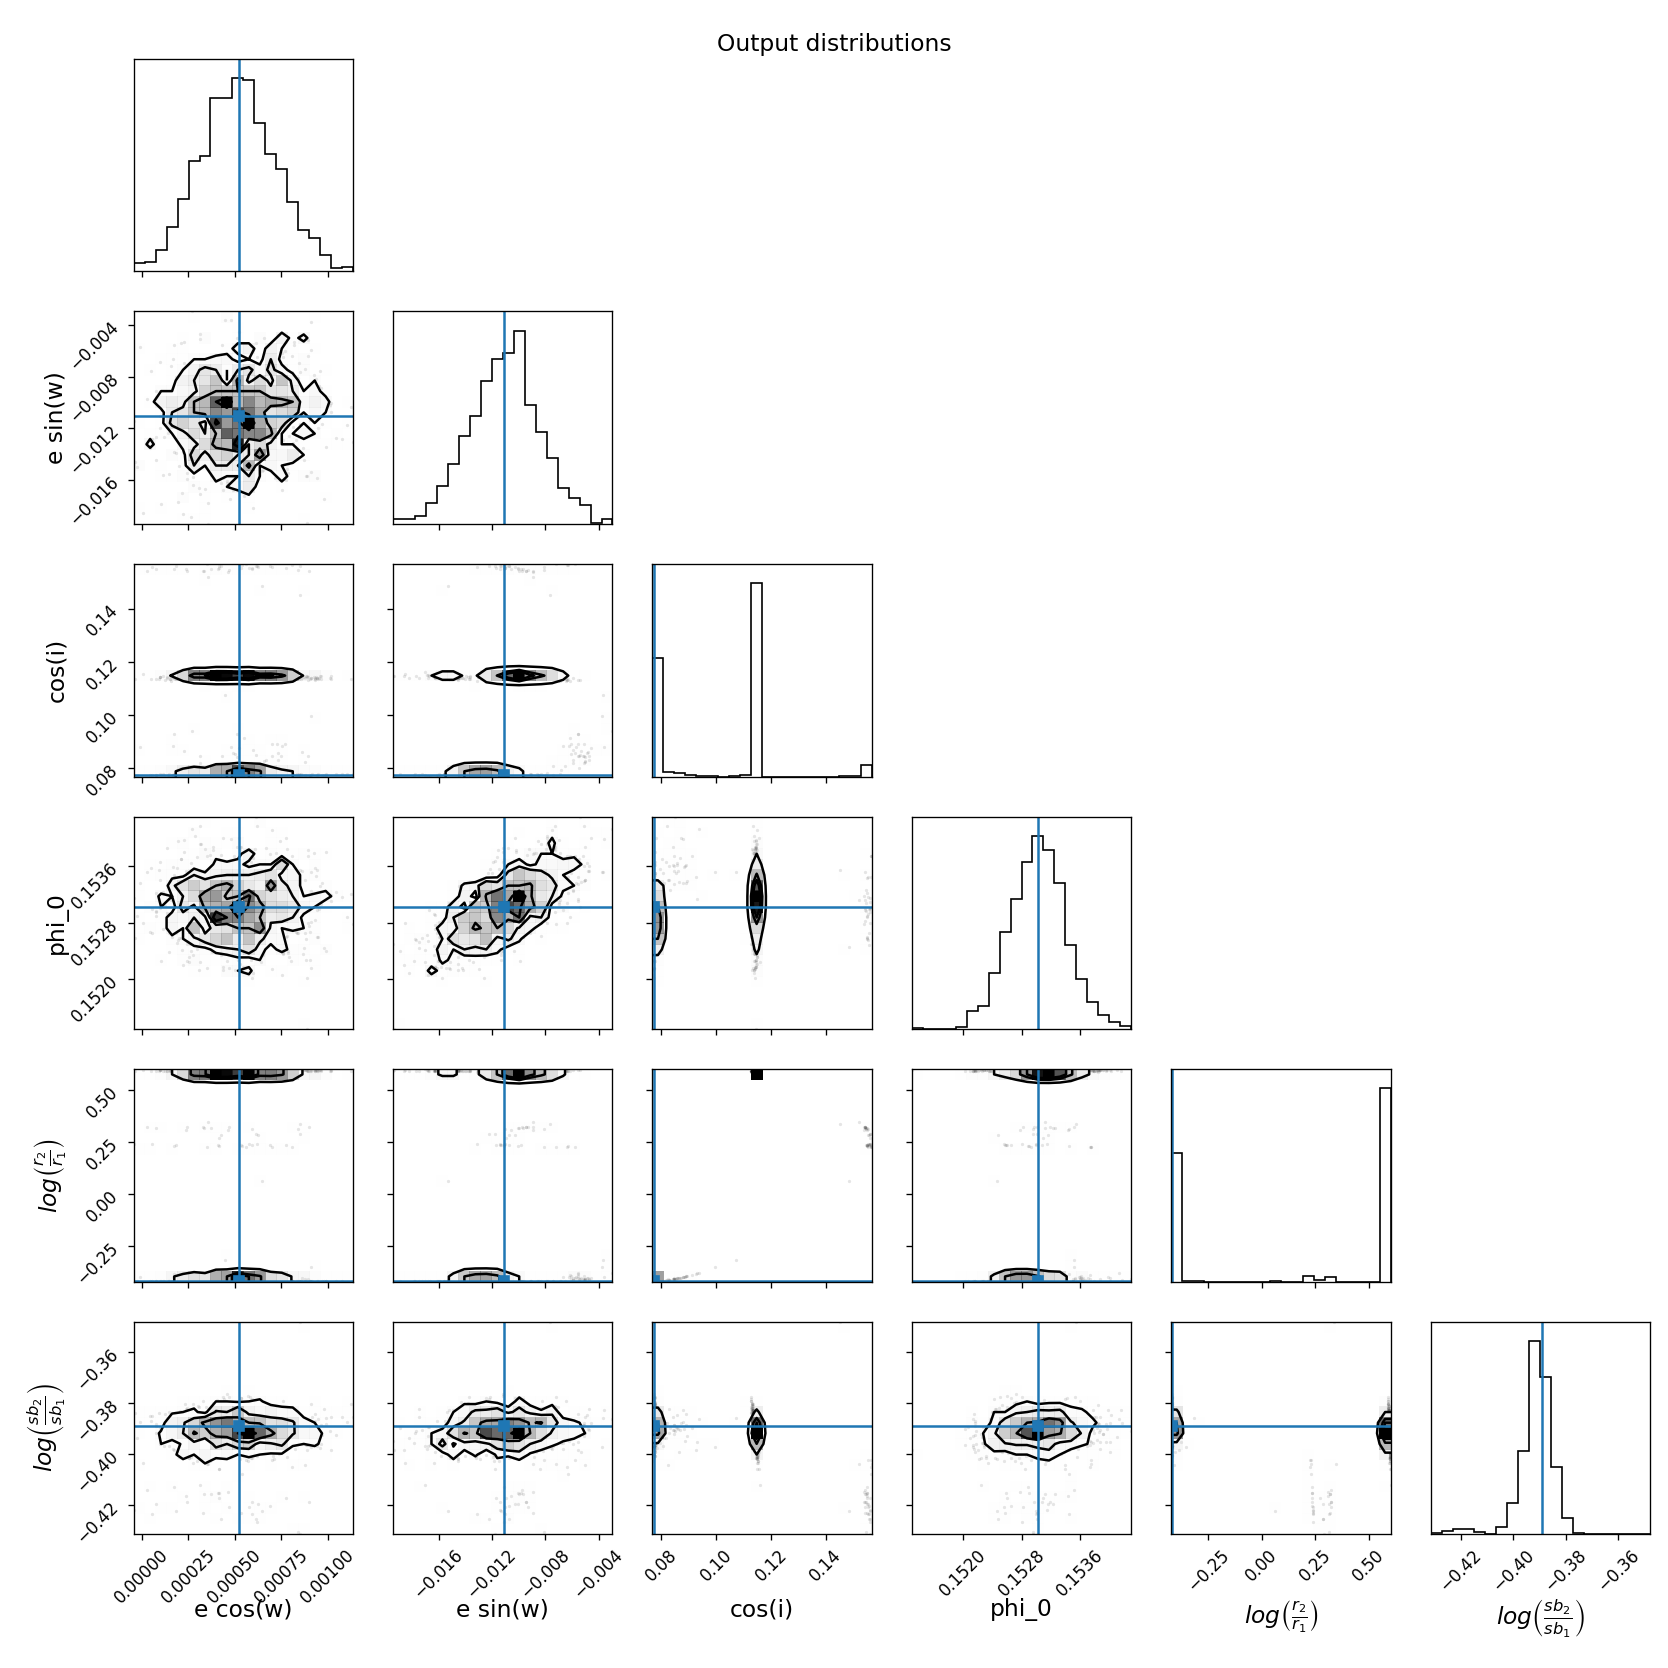 Output distributions
−0.004
−0.008
−0.012
−0.016
e sin(w)
0.14
0.12
0.10
0.08
cos(i)
0.1536
0.1528
0.1520
phi_0
0.50
0.25
0.00
−0.25
log(r₂/r₁)
−0.36
−0.38
−0.40
−0.42
log(sb₂/sb₁)
0.00000 0.00025 0.00050 0.00075 0.00100
e cos(w)
−0.016 −0.012 −0.008 −0.004
e sin(w)
0.08 0.10 0.12 0.14
cos(i)
0.1520 0.1528 0.1536
phi_0
−0.25 0.00 0.25 0.50
log(r₂/r₁)
−0.42 −0.40 −0.38 −0.36
log(sb₂/sb₁)